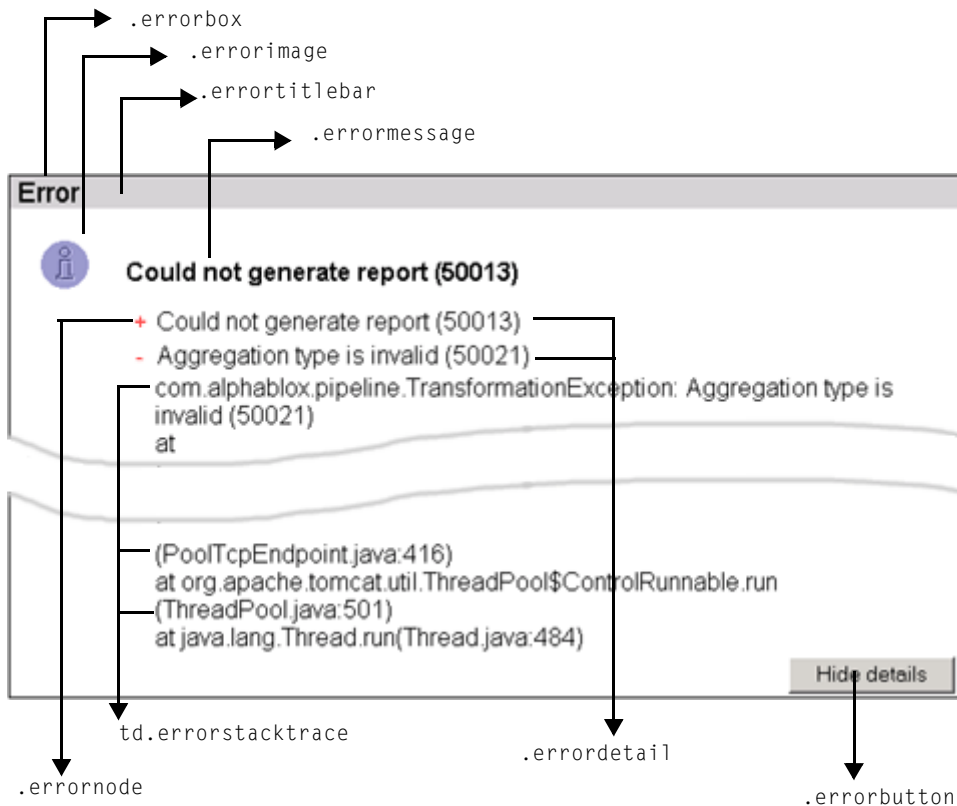 .errorbox
.errorimage
.errortitlebar
.errormessage
Error
Could not generate report (50013)
+ Could not generate report (50013)
- Aggregation type is invalid (50021)
com.alphablox.pipeline.TransformationException: Aggregation type is
invalid (50021)
at
(PoolTcpEndpoint.java:416)
at org.apache.tomcat.util.ThreadPool$ControlRunnable.run
(ThreadPool.java:501)
at java.lang.Thread.run(Thread.java:484)
Hide details
td.errorstacktrace
.errordetail
.errornode
.errorbutton